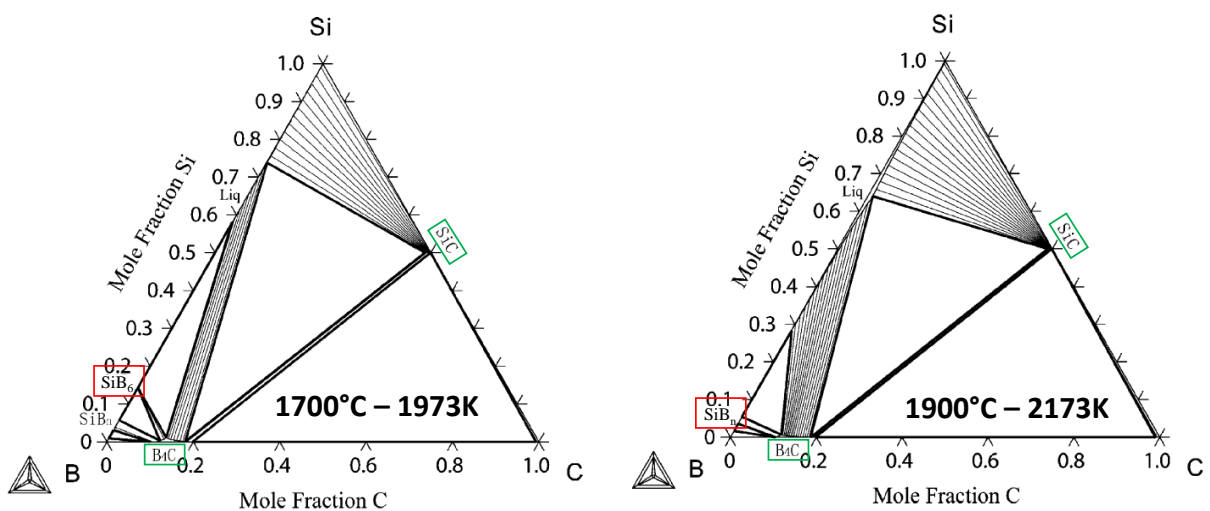 Si
1.0
0.9
0.8
0.7
Liq
0.6
0.5
0.4
0.3
0.2
SiB₆
0.1
SiBn
0
Mole Fraction Si
SiC
B₄C
1700°C – 1973K
B
0
0.2
0.4
0.6
0.8
1.0
C
Mole Fraction C
Si
1.0
0.9
0.8
0.7
Liq
0.6
0.5
0.4
0.3
0.2
0.1
SiBn
0
Mole Fraction Si
SiC
B₄C
1900°C – 2173K
B
0
0.2
0.4
0.6
0.8
1.0
C
Mole Fraction C